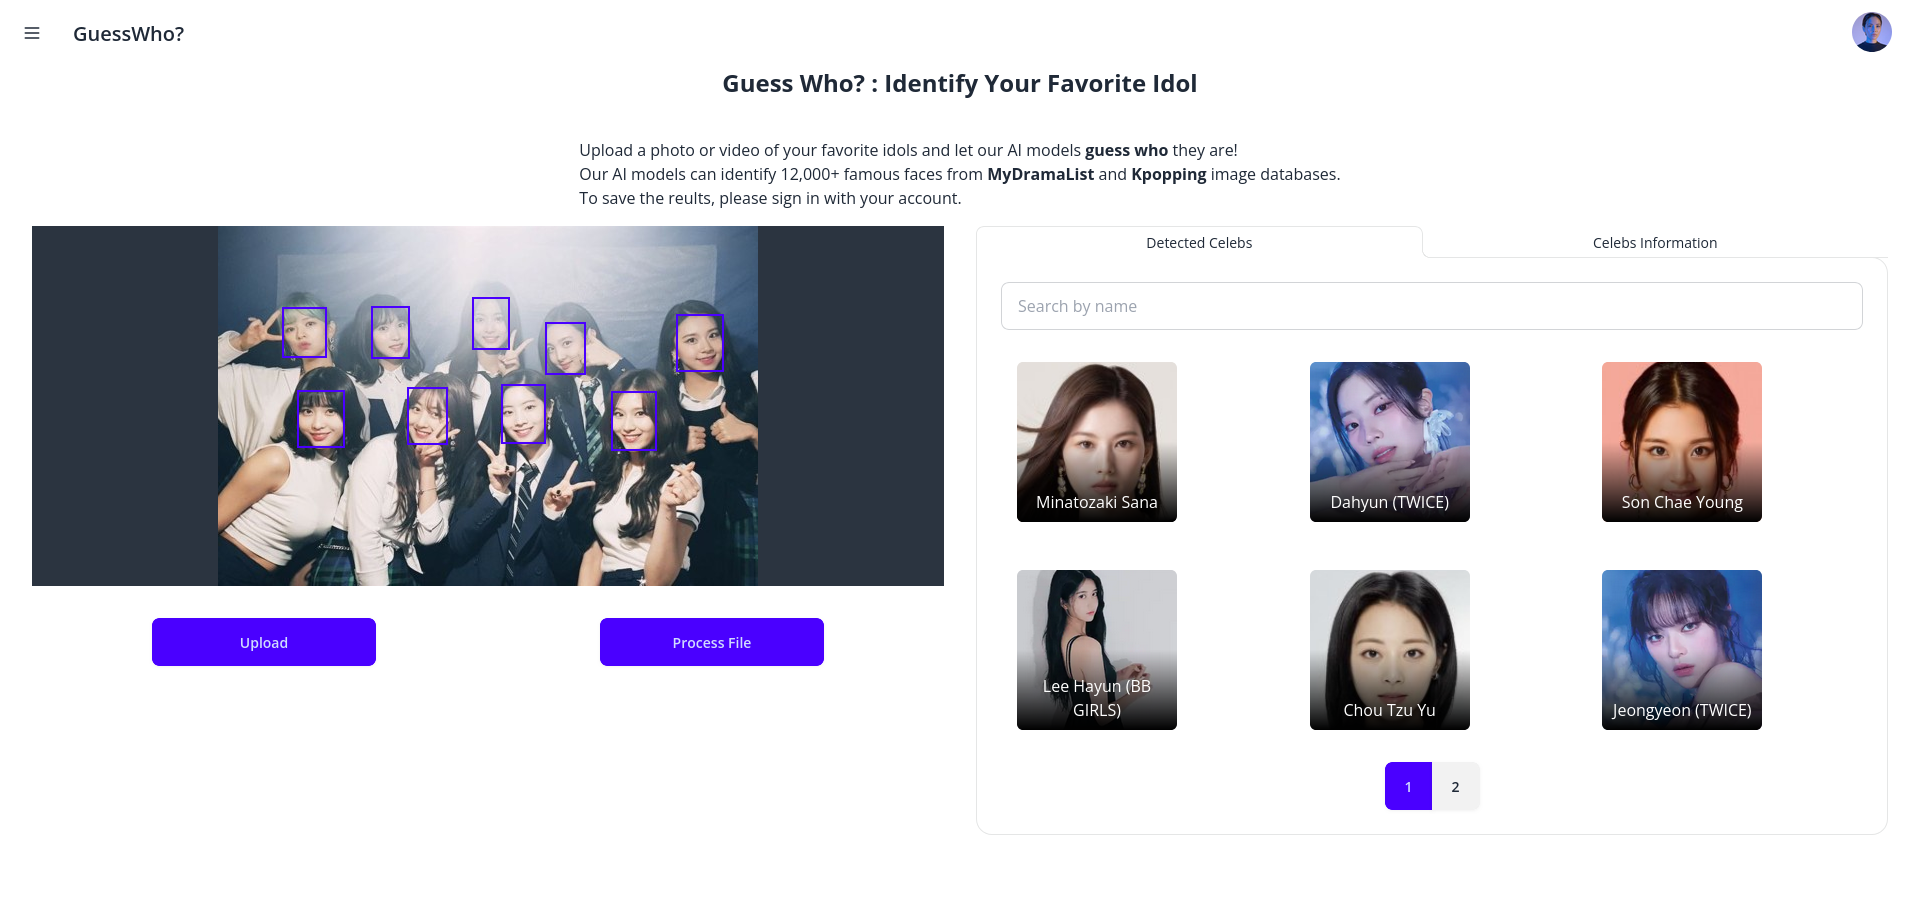 GuessWho?
Guess Who? : Identify Your Favorite Idol
Upload a photo or video of your favorite idols and let our AI models guess who they are!
Our AI models can identify 12,000+ famous faces from MyDramaList and Kpopping image databases.
To save the reults, please sign in with your account.
Upload
Process File
Detected Celebs
Celebs Information
Search by name
Minatozaki Sana
Dahyun (TWICE)
Son Chae Young
Lee Hayun (BB
GIRLS)
Chou Tzu Yu
Jeongyeon (TWICE)
1
2